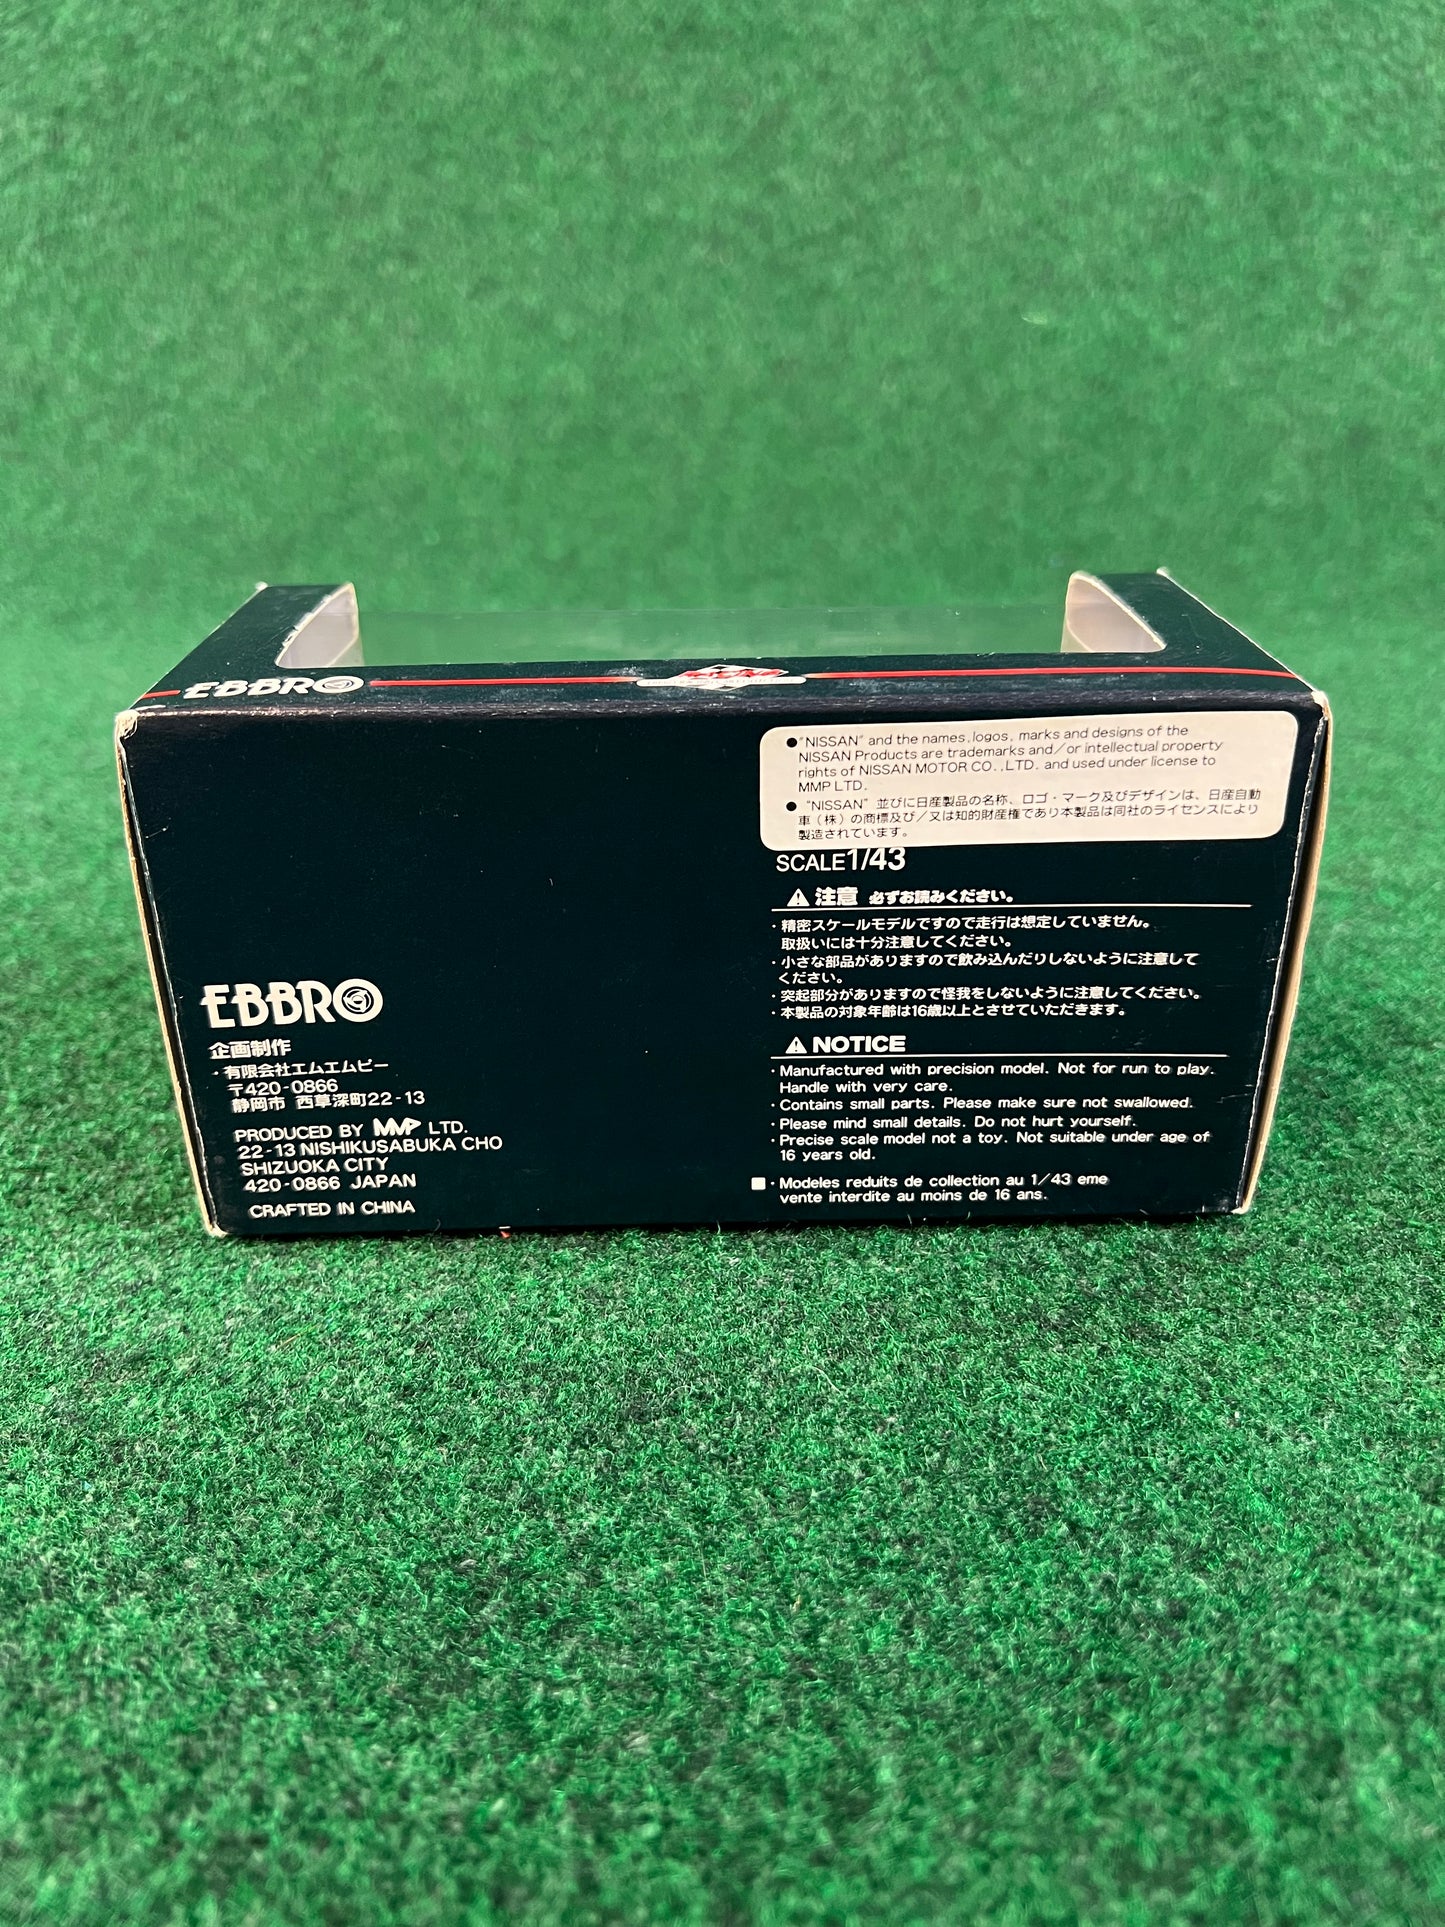 EBBRO
●"NISSAN" and the names, logos, marks and designs of the
NISSAN Products are trademarks and/or intellectual property
rights of NISSAN MOTOR CO., LTD. and used under license to
MMP LTD.
●"NISSAN" 並びに日産製品の名称、ロゴ・マーク及びデザインは、日産自動
車(株)の商標及び/又は知的財産権であり本製品は同社のライセンスにより
製造されています。
SCALE1/43
注意 必ずお読みください。
・精密スケールモデルですので走行は想定していません。
取扱いには十分注意してください。
・小さな部品がありますので飲み込んだりしないように注意して
ください。
・突起部分がありますので怪我をしないように注意してください。
・本製品の対象年齢は16歳以上とさせていただきます。
NOTICE
・Manufactured with precision model. Not for run to play.
Handle with very care.
・Contains small parts. Please make sure not swallowed.
・Please mind small details. Do not hurt yourself.
・Precise scale model not a toy. Not suitable under age of
16 years old.
・Modeles reduits de collection au 1/43 eme
vente interdite au moins de 16 ans.
EBBRO
企画制作
・有限会社エムエムピー
〒420-0866
静岡市 西草深町22-13
PRODUCED BY MMP LTD.
22-13 NISHIKUSABUKA CHO
SHIZUOKA CITY
420-0866 JAPAN
CRAFTED IN CHINA